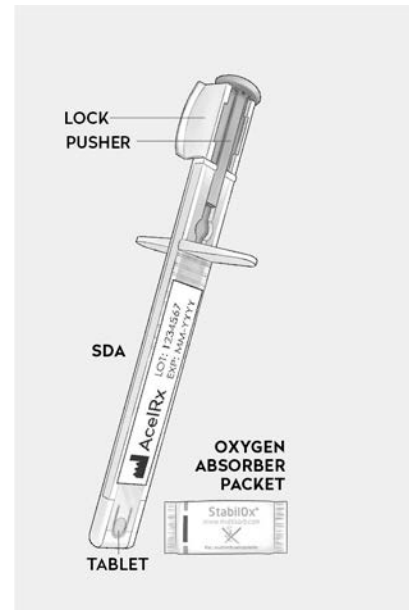 LOCK
PUSHER
SDA
AcelRx
LOT: 1234567
EXP: MM-YYYY
OXYGEN
ABSORBER
PACKET
StabilOx®
TABLET